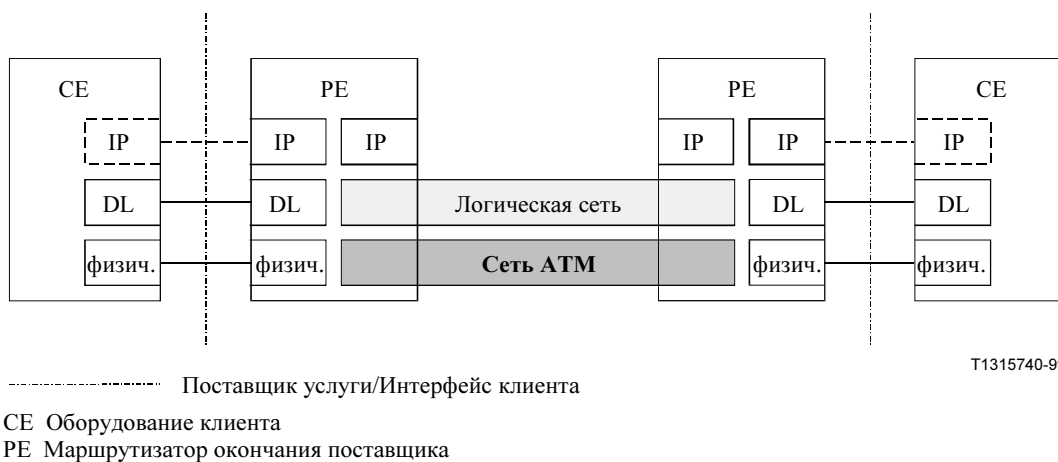 CE PE PE CE
IP IP IP IP IP IP
DL DL Логическая сеть DL DL
физич. физич. Сеть ATM физич. физич.
T1315740-9
Поставщик услуги/Интерфейс клиента
CE Оборудование клиента
PE Маршрутизатор окончания поставщика